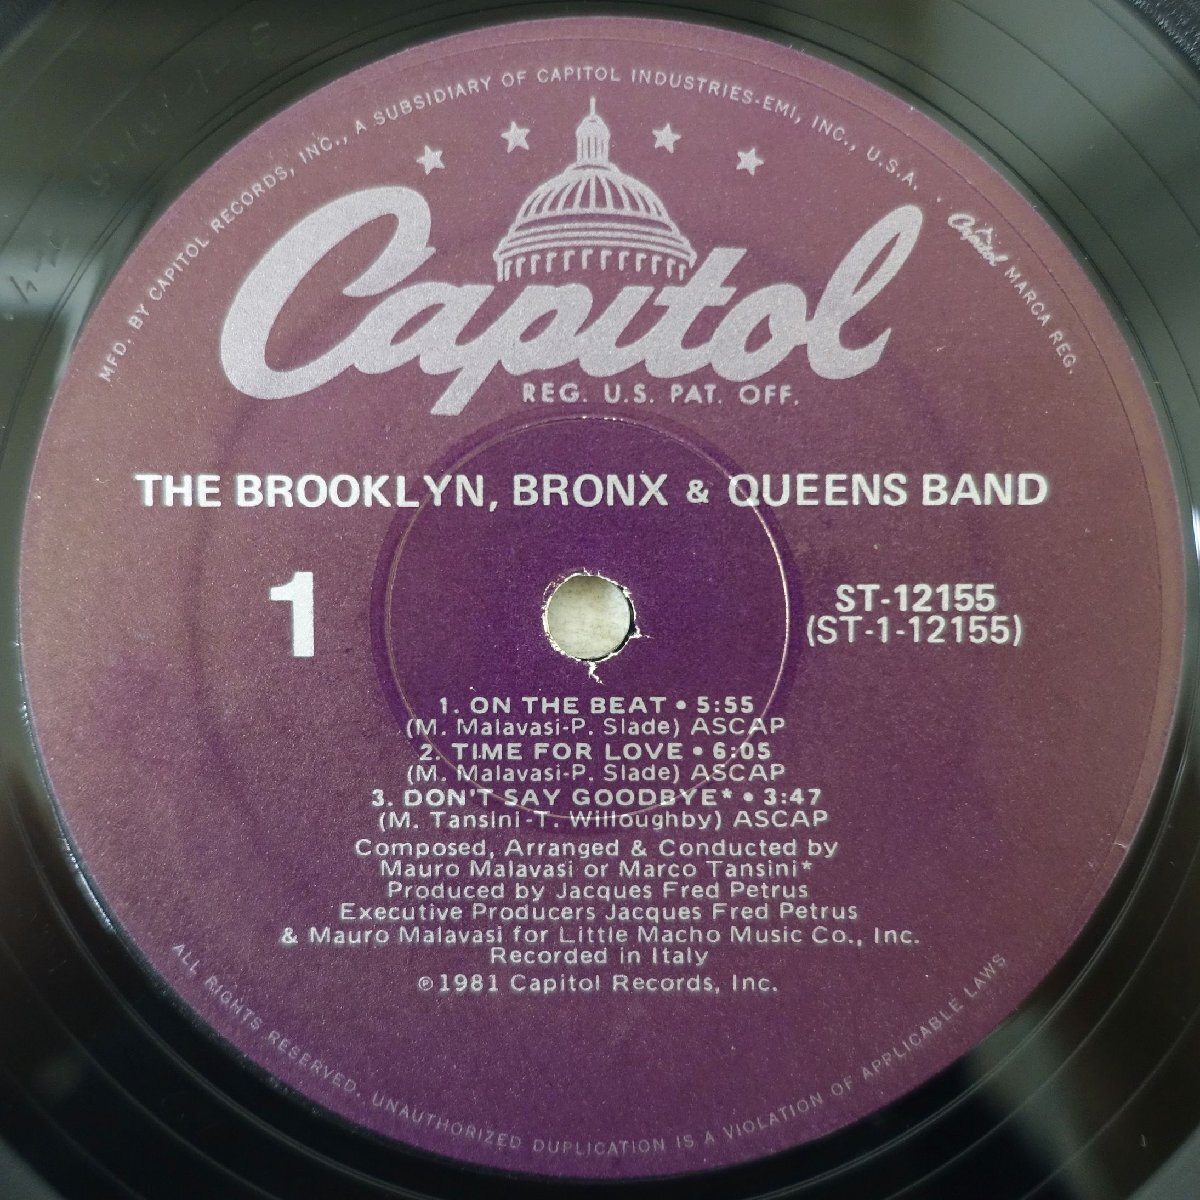 MFD. BY CAPITOL RECORDS, INC., A SUBSIDIARY OF CAPITOL INDUSTRIES-EMI, INC., U.S.A. · Capitol MARCA REG.
Capitol
REG. U.S. PAT. OFF.
THE BROOKLYN, BRONX & QUEENS BAND
1
ST-12155
(ST-1-12155)
1. ON THE BEAT • 5:55
(M. Malavasi-P. Slade) ASCAP
2. TIME FOR LOVE • 6:05
(M. Malavasi-P. Slade) ASCAP
3. DON'T SAY GOODBYE* • 3:47
(M. Tansini-T. Willoughby) ASCAP
Composed, Arranged & Conducted by
Mauro Malavasi or Marco Tansini*
Produced by Jacques Fred Petrus
Executive Producers Jacques Fred Petrus
& Mauro Malavasi for Little Macho Music Co., Inc.
Recorded in Italy
℗1981 Capitol Records, Inc.
ALL RIGHTS RESERVED. UNAUTHORIZED DUPLICATION IS A VIOLATION OF APPLICABLE LAWS